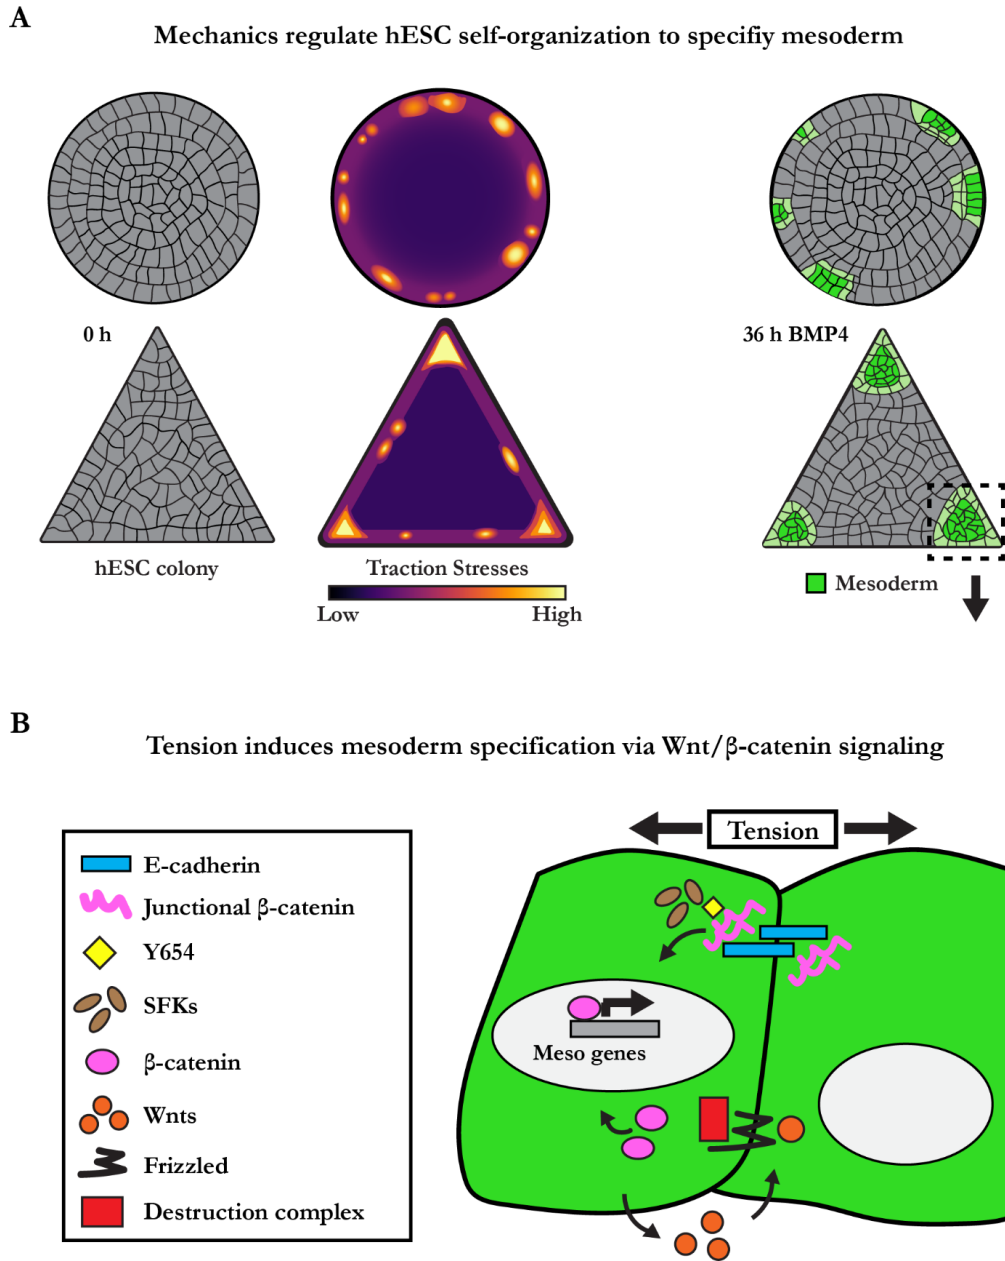 A
Mechanics regulate hESC self-organization to specifiy mesoderm
0 h
36 h BMP4
hESC colony
Traction Stresses
Low
High
Mesoderm
B
Tension induces mesoderm specification via Wnt/β-catenin signaling
E-cadherin
Junctional β-catenin
Y654
SFKs
β-catenin
Wnts
Frizzled
Destruction complex
Tension
Meso genes